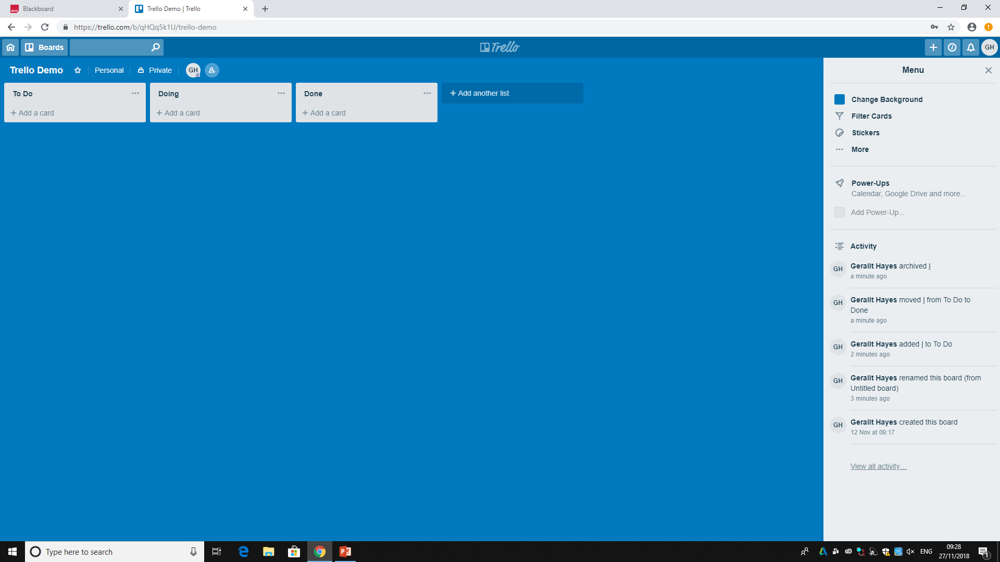 Blackboard
Trello Demo | Trello
https://trello.com/b/qHQq5k1U/trello-demo
Boards
Trello
GH
Trello Demo
Personal
Private
GH
To Do
+ Add a card
Doing
+ Add a card
Done
+ Add a card
+ Add another list
Menu
Change Background
Filter Cards
Stickers
More
Power-Ups
Calendar, Google Drive and more...
Add Power-Up...
Activity
GH
Gerallt Hayes archived I
a minute ago
GH
Gerallt Hayes moved I from To Do to
Done
a minute ago
GH
Gerallt Hayes added I to To Do
2 minutes ago
GH
Gerallt Hayes renamed this board (from
Untitled board)
3 minutes ago
GH
Gerallt Hayes created this board
12 Nov at 09:17
View all activity…
Type here to search
ENG
09:28
27/11/2018
1